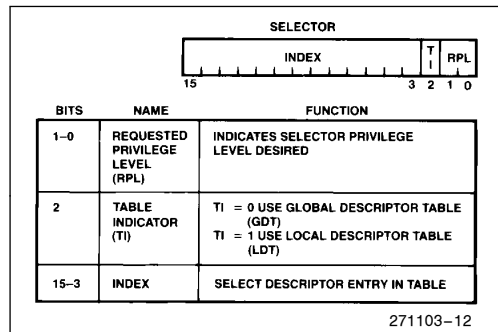 SELECTOR
INDEX T I RPL
15 3 2 1 0
BITS NAME FUNCTION
1–0 REQUESTED PRIVILEGE LEVEL (RPL) INDICATES SELECTOR PRIVILEGE LEVEL DESIRED
2 TABLE INDICATOR (TI) TI = 0 USE GLOBAL DESCRIPTOR TABLE (GDT)
TI = 1 USE LOCAL DESCRIPTOR TABLE (LDT)
15–3 INDEX SELECT DESCRIPTOR ENTRY IN TABLE
271103–12